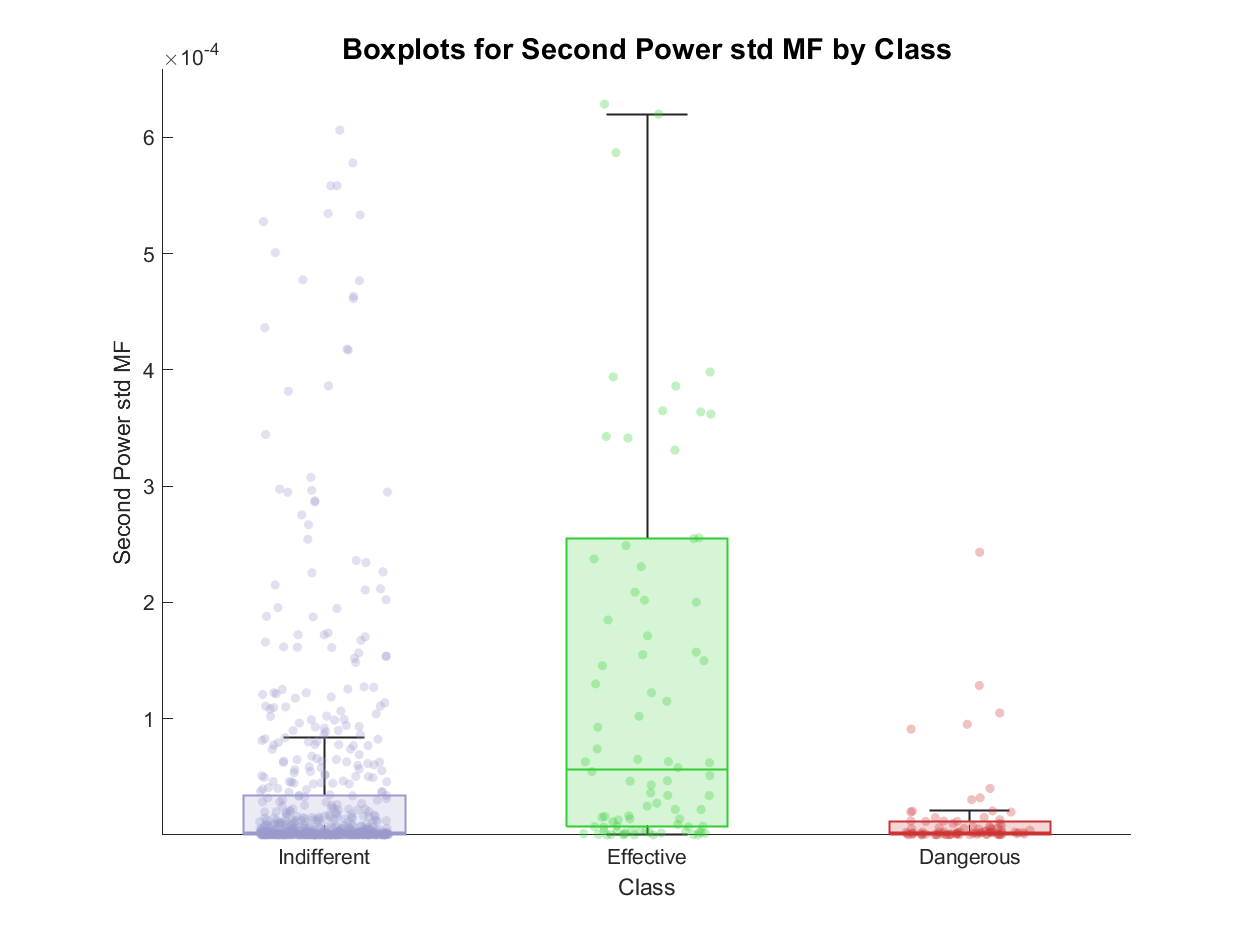 Boxplots for Second Power std MF by Class
×10⁻⁴
6
5
4
3
2
1
Second Power std MF
Indifferent Effective Dangerous
Class